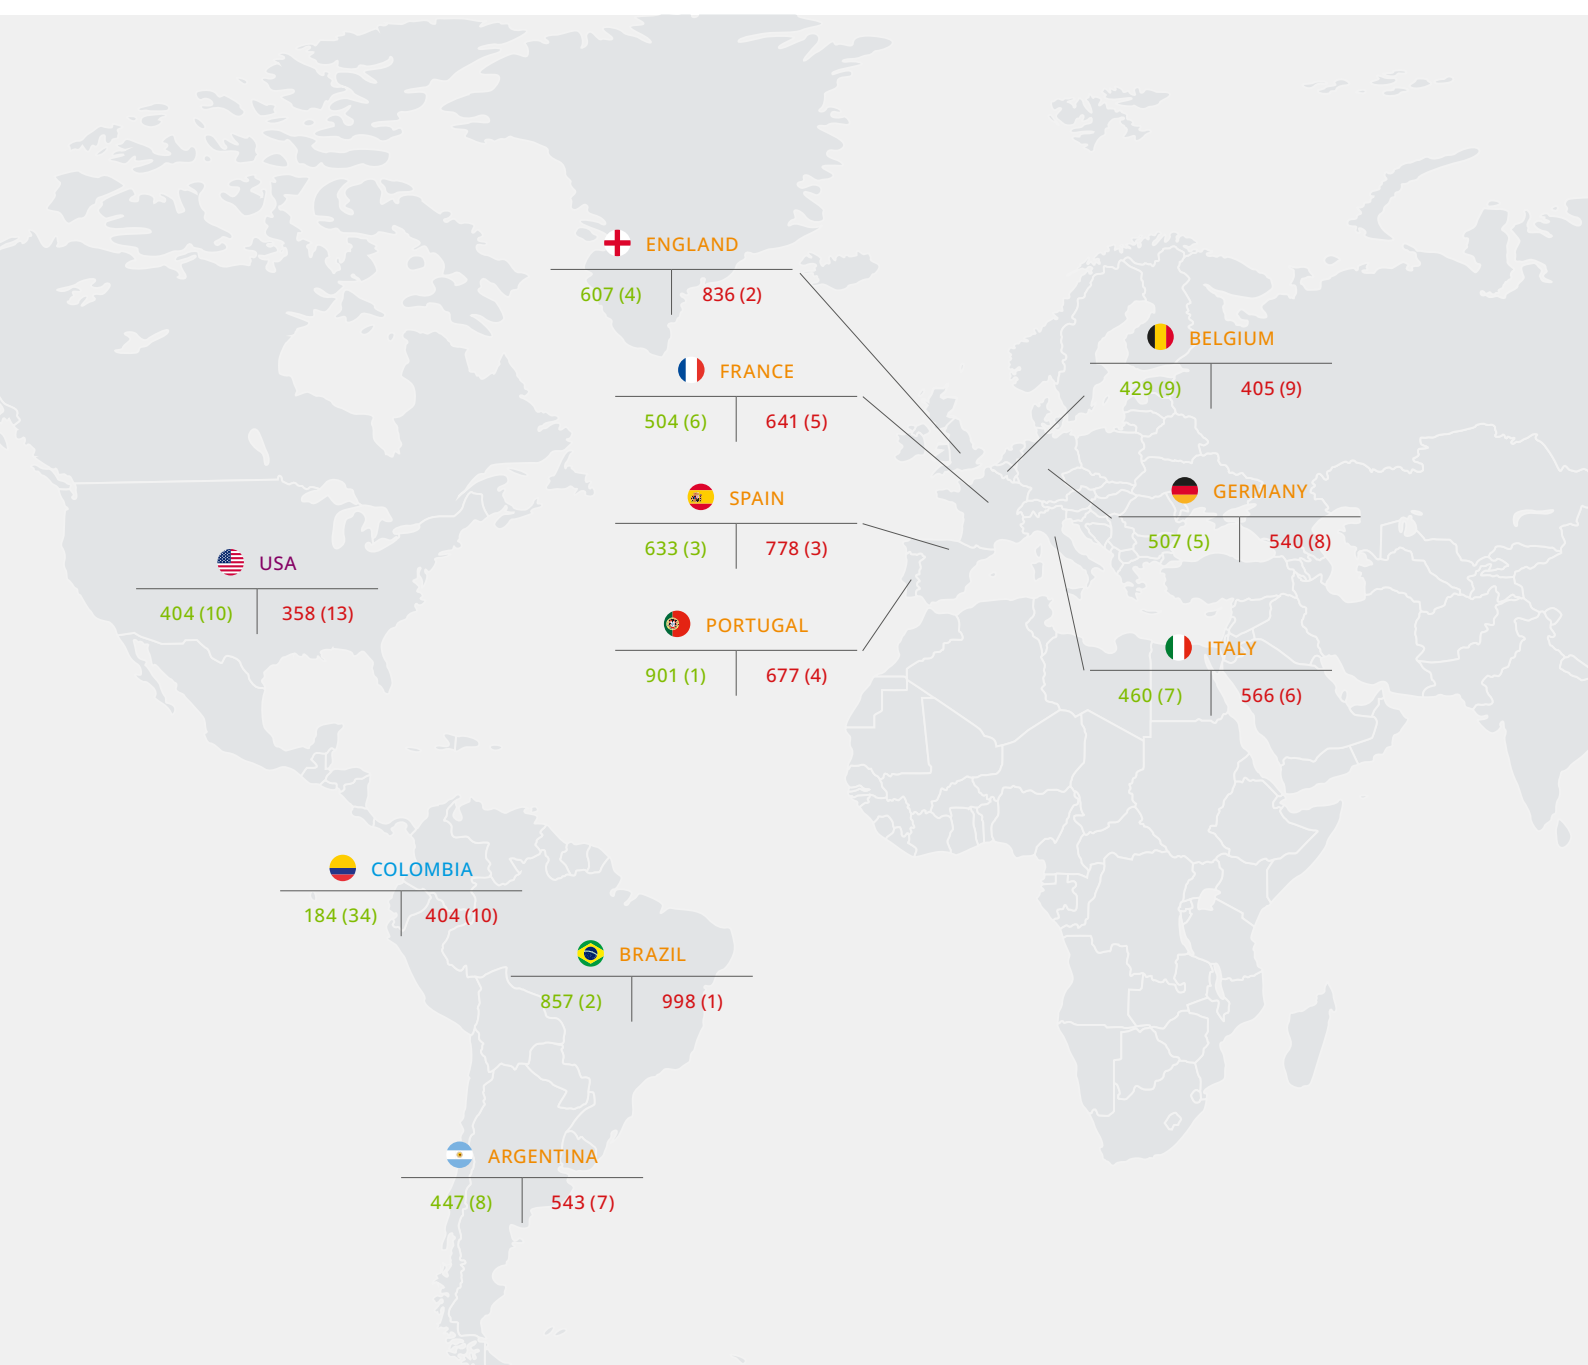 ENGLAND
607 (4) 836 (2)
BELGIUM
429 (9) 405 (9)
FRANCE
504 (6) 641 (5)
SPAIN
633 (3) 778 (3)
GERMANY
507 (5) 540 (8)
USA
404 (10) 358 (13)
PORTUGAL
901 (1) 677 (4)
ITALY
460 (7) 566 (6)
COLOMBIA
184 (34) 404 (10)
BRAZIL
857 (2) 998 (1)
ARGENTINA
447 (8) 543 (7)